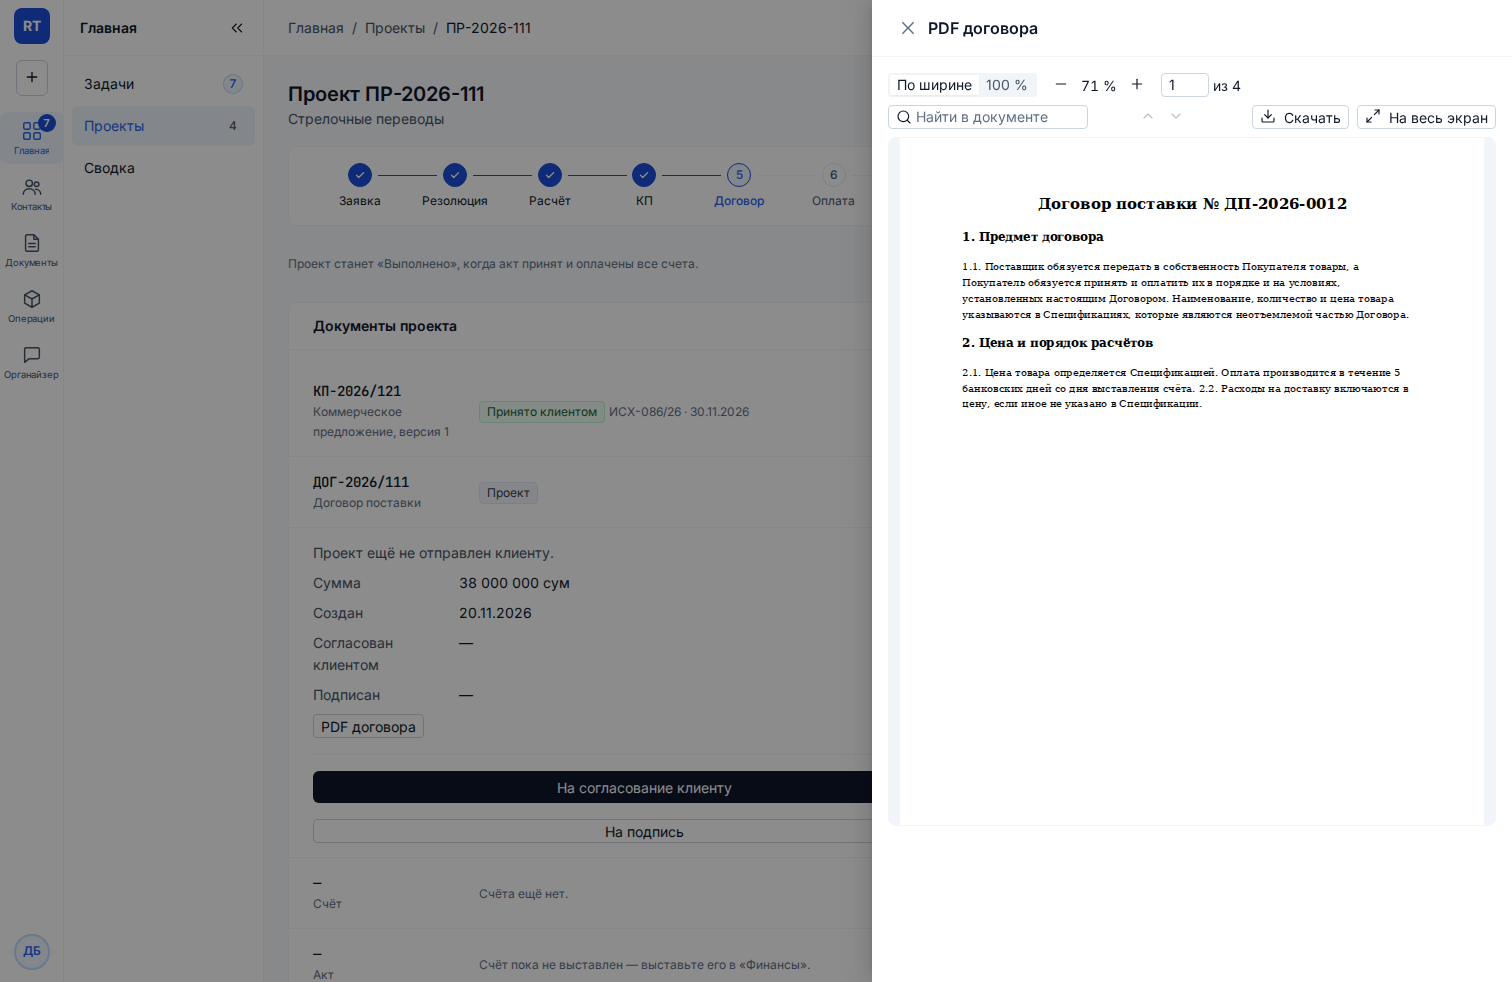 RT
Главная
7
Главная
Контакты
Документы
Операции
Органайзер
ДБ
Задачи 7
Проекты 4
Сводка
Главная / Проекты / ПР-2026-111
Проект ПР-2026-111
Стрелочные переводы
5
6
Заявка
Резолюция
Расчёт
КП
Договор
Оплата
Проект станет «Выполнено», когда акт принят и оплачены все счета.
Документы проекта
КП-2026/121
Коммерческое
предложение, версия 1
Принято клиентом ИСХ-086/26 · 30.11.2026
ДОГ-2026/111
Договор поставки
Проект
Проект ещё не отправлен клиенту.
Сумма 38 000 000 сум
Создан 20.11.2026
Согласован —
клиентом
Подписан —
PDF договора
На согласование клиенту
На подпись
—
Счёт
Счёта ещё нет.
—
Акт
Счёт пока не выставлен — выставьте его в «Финансы».
PDF договора
По ширине 100 % 71 % 1 из 4
Найти в документе Скачать На весь экран
Договор поставки № ДП-2026-0012
1. Предмет договора
1.1. Поставщик обязуется передать в собственность Покупателя товары, а
Покупатель обязуется принять и оплатить их в порядке и на условиях,
установленных настоящим Договором. Наименование, количество и цена товара
указываются в Спецификациях, которые являются неотъемлемой частью Договора.
2. Цена и порядок расчётов
2.1. Цена товара определяется Спецификацией. Оплата производится в течение 5
банковских дней со дня выставления счёта. 2.2. Расходы на доставку включаются в
цену, если иное не указано в Спецификации.